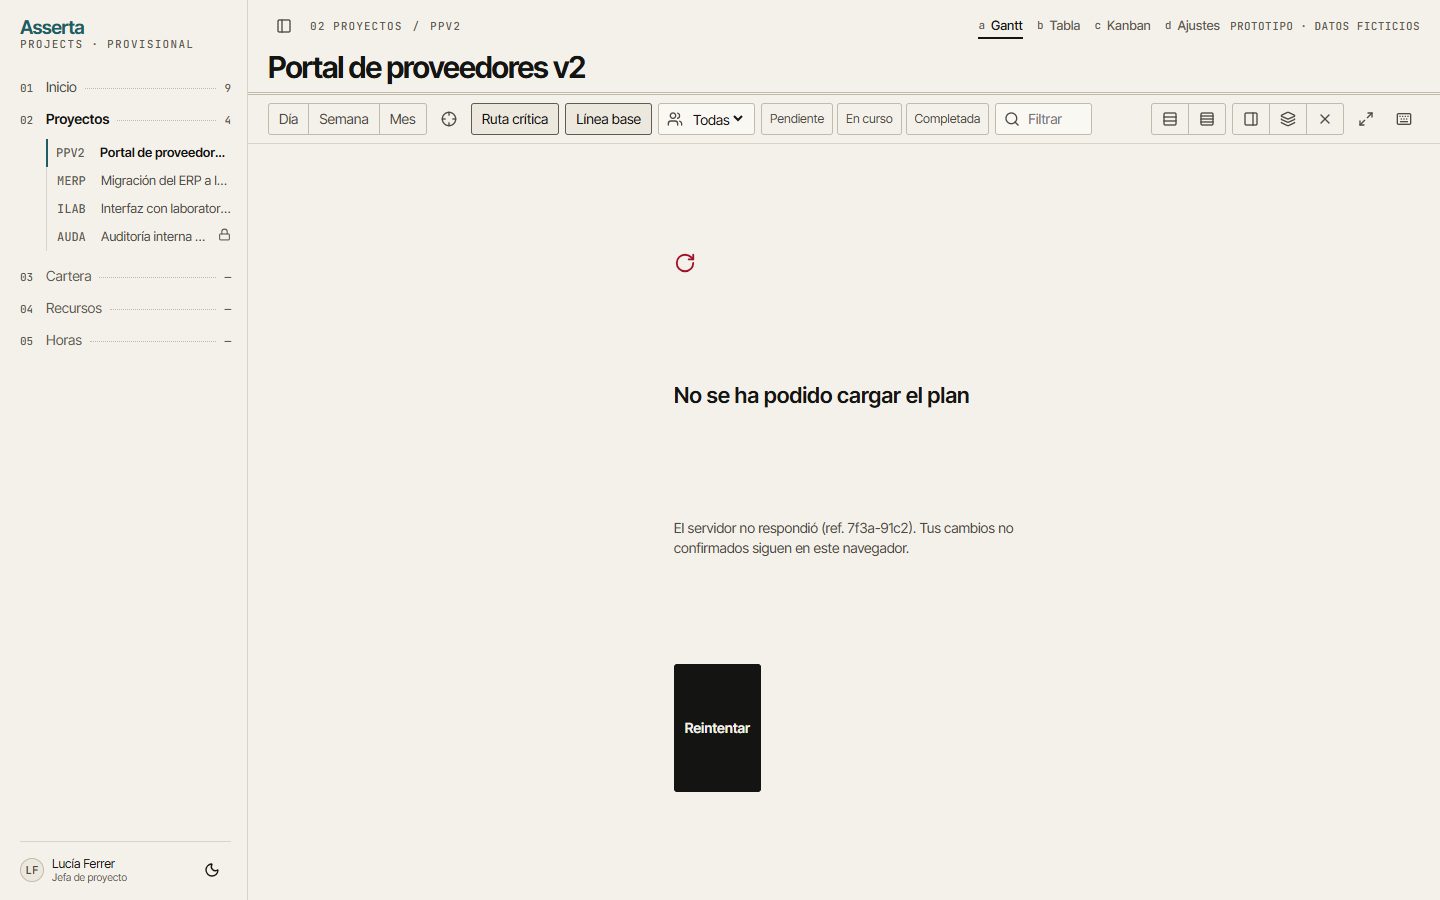 Asserta
PROJECTS · PROVISIONAL
01 Inicio 9
02 Proyectos 4
PPV2 Portal de proveedor...
MERP Migración del ERP a l...
ILAB Interfaz con laborator...
AUDA Auditoría interna ...
03 Cartera –
04 Recursos –
05 Horas –
LF Lucía Ferrer
Jefa de proyecto
02 PROYECTOS / PPV2
a Gantt b Tabla c Kanban d Ajustes PROTOTIPO · DATOS FICTICIOS
Portal de proveedores v2
Día Semana Mes Ruta crítica Línea base Todas Pendiente En curso Completada Filtrar
No se ha podido cargar el plan
El servidor no respondió (ref. 7f3a-91c2). Tus cambios no
confirmados siguen en este navegador.
Reintentar